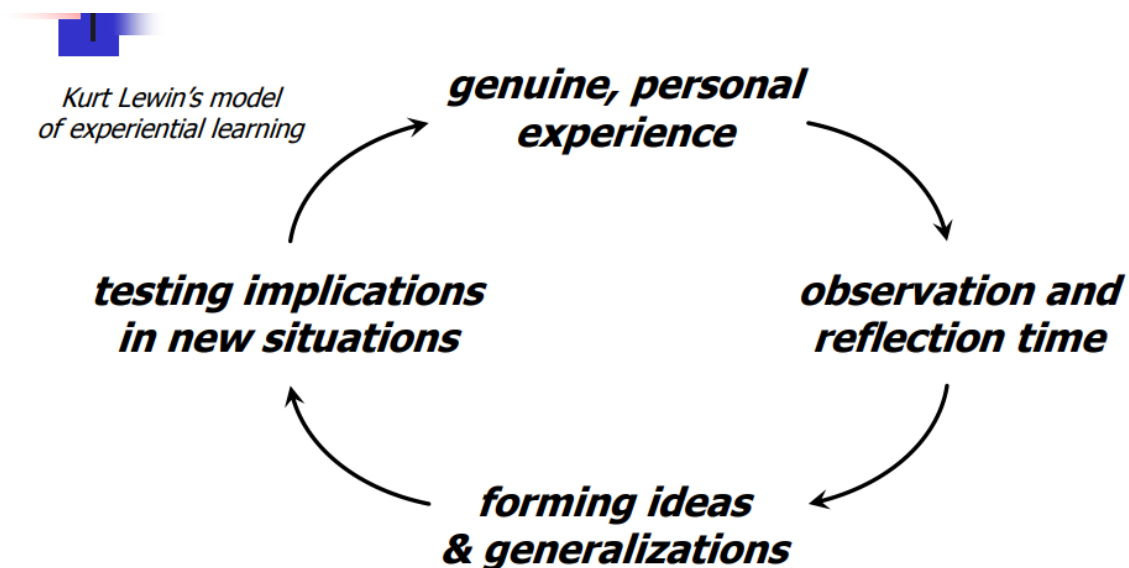 Kurt Lewin's model
of experiential learning
genuine, personal
experience
observation and
reflection time
forming ideas
& generalizations
testing implications
in new situations